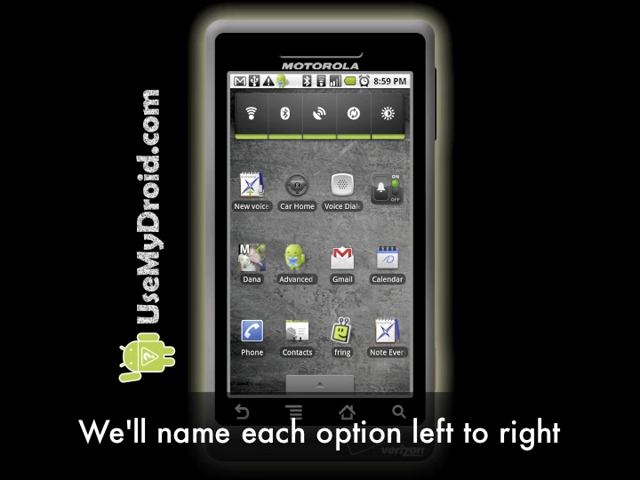 MOTOROLA
8:59 PM
UseMyDroid.com
New voice
Car Home
Voice Dial
ON
OFF
M
Dana
Advanced
Gmail
Calendar
Phone
Contacts
fring
Note Ever
We'll name each option left to right
verizon